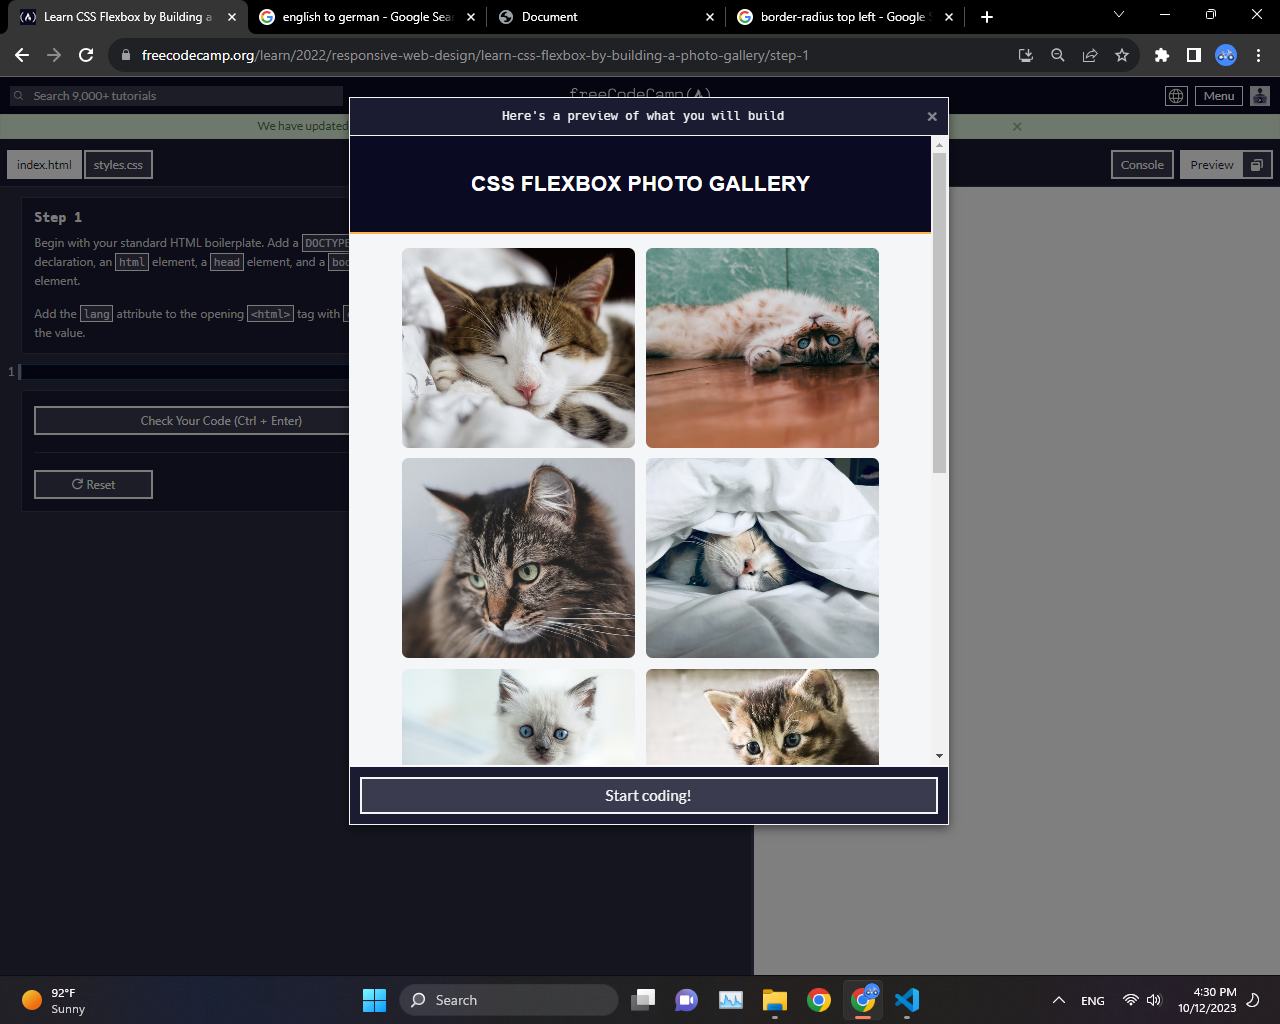 Learn CSS Flexbox by Building a
english to german - Google Sear
Document
border-radius top left - Google S
freecodecamp.org/learn/2022/responsive-web-design/learn-css-flexbox-by-building-a-photo-gallery/step-1
Search 9,000+ tutorials
freeCodeCamp
Menu
We have updated
Here's a preview of what you will build
index.html
styles.css
Console
Preview
CSS FLEXBOX PHOTO GALLERY
Step 1
Begin with your standard HTML boilerplate. Add a DOCTYPE
declaration, an html element, a head element, and a
element.
Add the lang attribute to the opening <html> tag with
the value.
1
Check Your Code (Ctrl + Enter)
Reset
Start coding!
92°F
Sunny
Search
ENG
4:30 PM
10/12/2023